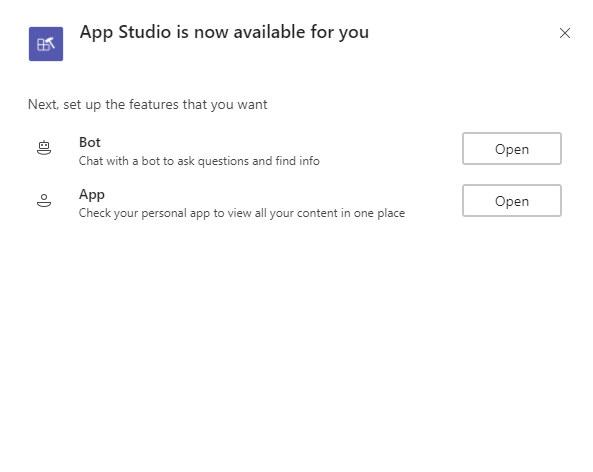 App Studio is now available for you
Next, set up the features that you want
Bot
Chat with a bot to ask questions and find info
Open
App
Check your personal app to view all your content in one place
Open